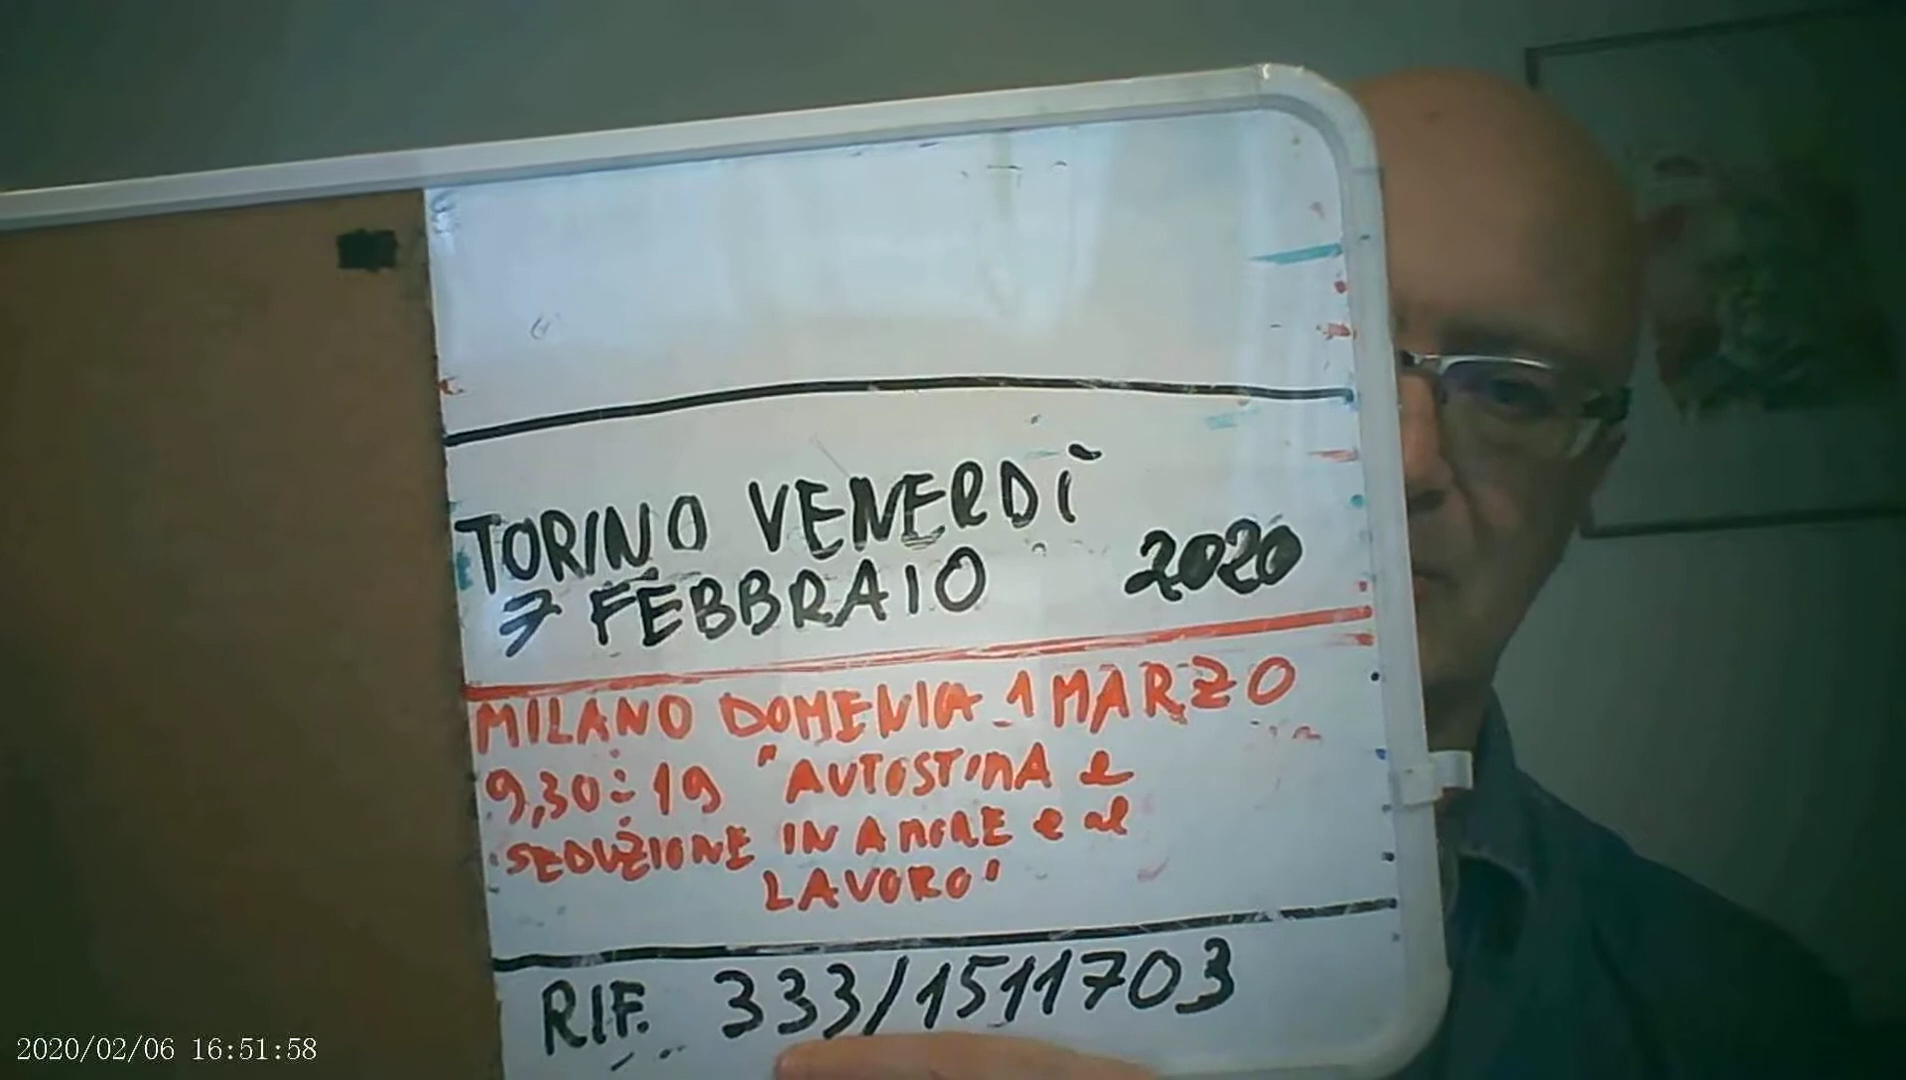 TORINO VENERDÌ
7 FEBBRAIO 2020
MILANO DOMENICA 1 MARZO
9,30÷19 "AUTOSTIMA e
SEDUZIONE IN AMORE e al
LAVORO"
RIF. 333/1511703
2020/02/06 16:51:58